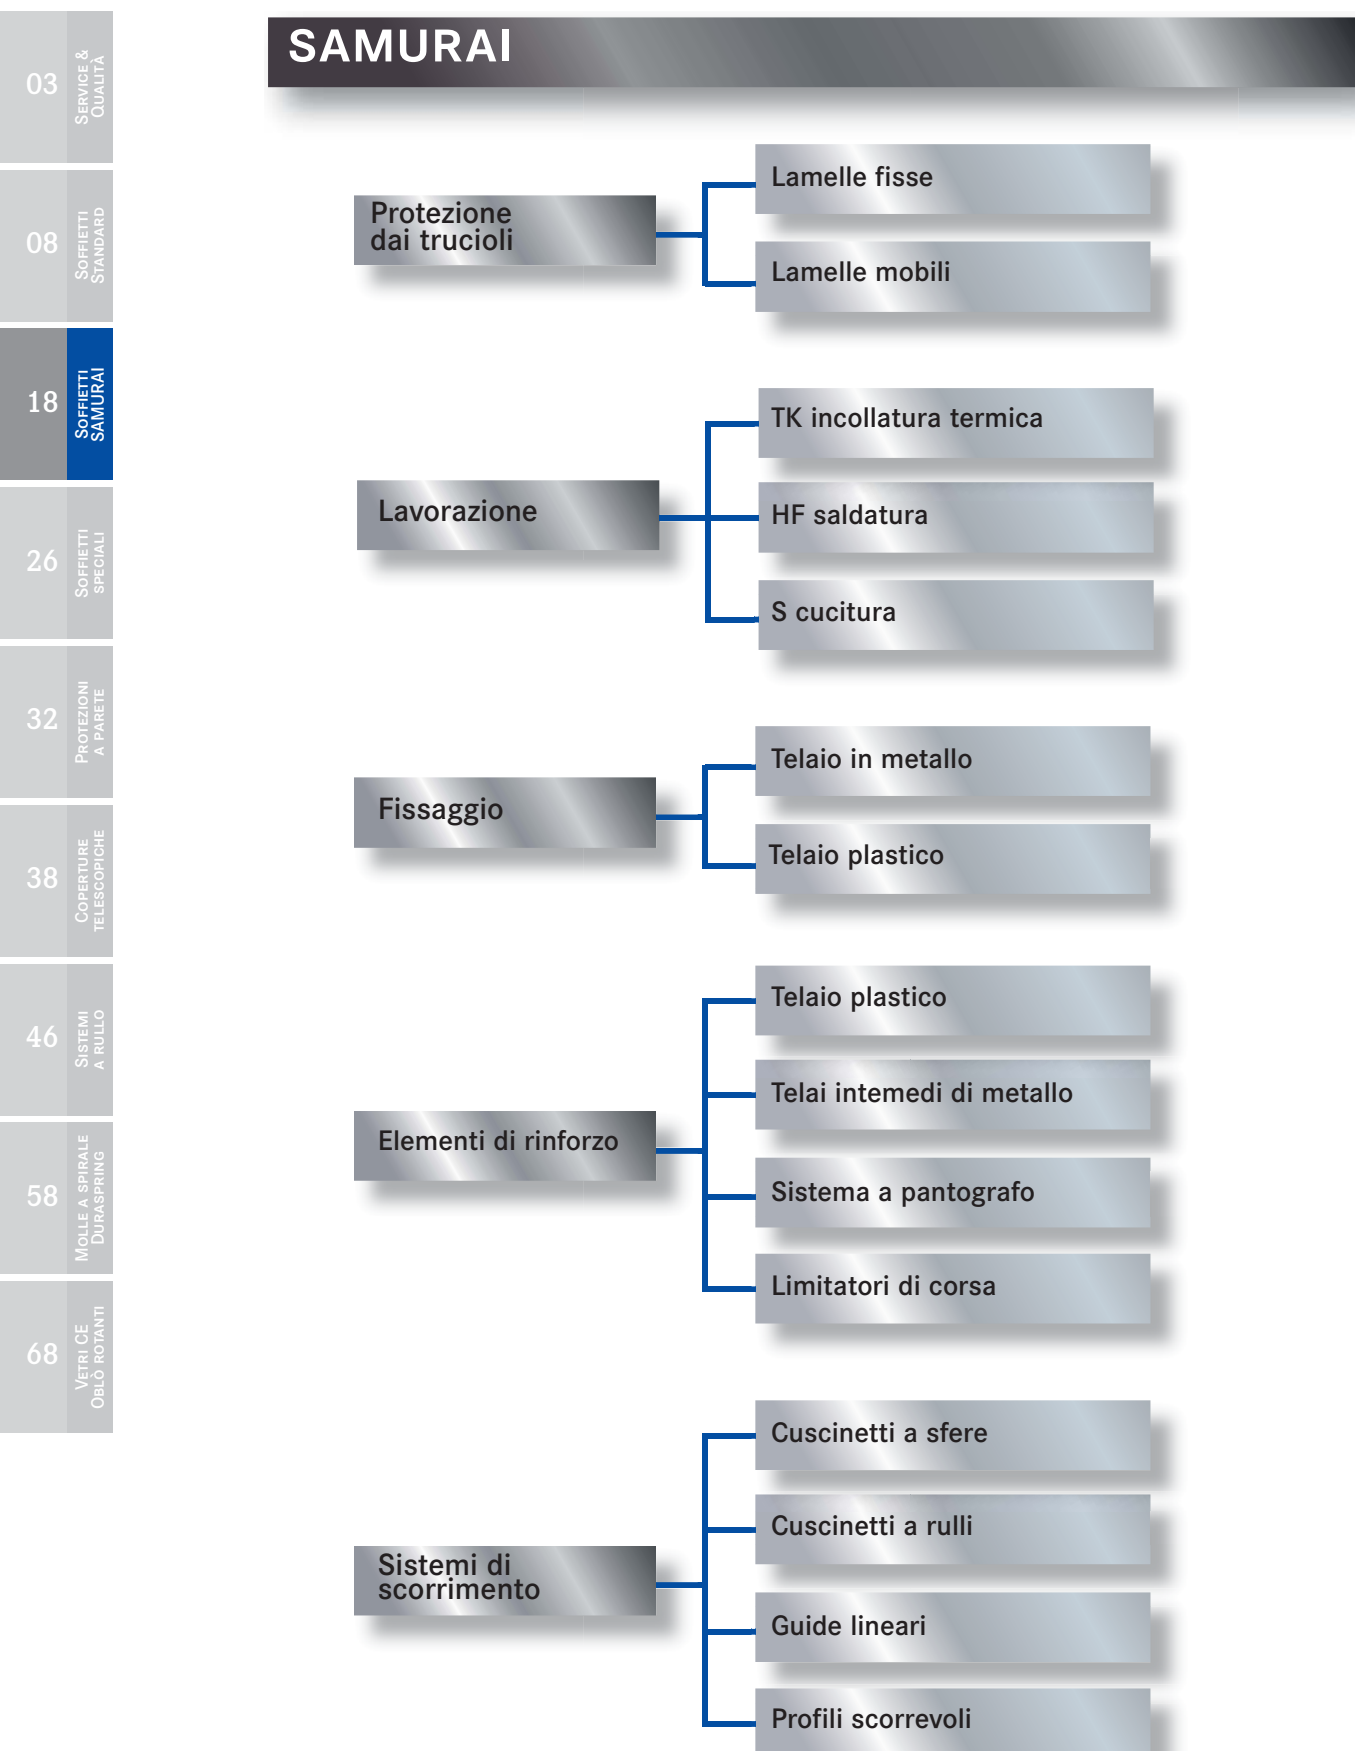 03
SERVICE &
QUALITÀ
08
SOFFIETTI
STANDARD
18
SOFFIETTI
SAMURAI
26
SOFFIETTI
SPECIALI
32
PROTEZIONI
A PARETE
38
COPERTURE
TELESCOPICHE
46
SISTEMI
A RULLO
58
MOLLE A SPIRALE
DURASPRING
68
VETRI CE
OBLÒ ROTANTI
SAMURAI
Protezione
dai trucioli
Lamelle fisse
Lamelle mobili
Lavorazione
TK incollatura termica
HF saldatura
S cucitura
Fissaggio
Telaio in metallo
Telaio plastico
Elementi di rinforzo
Telaio plastico
Telai intemedi di metallo
Sistema a pantografo
Limitatori di corsa
Sistemi di
scorrimento
Cuscinetti a sfere
Cuscinetti a rulli
Guide lineari
Profili scorrevoli